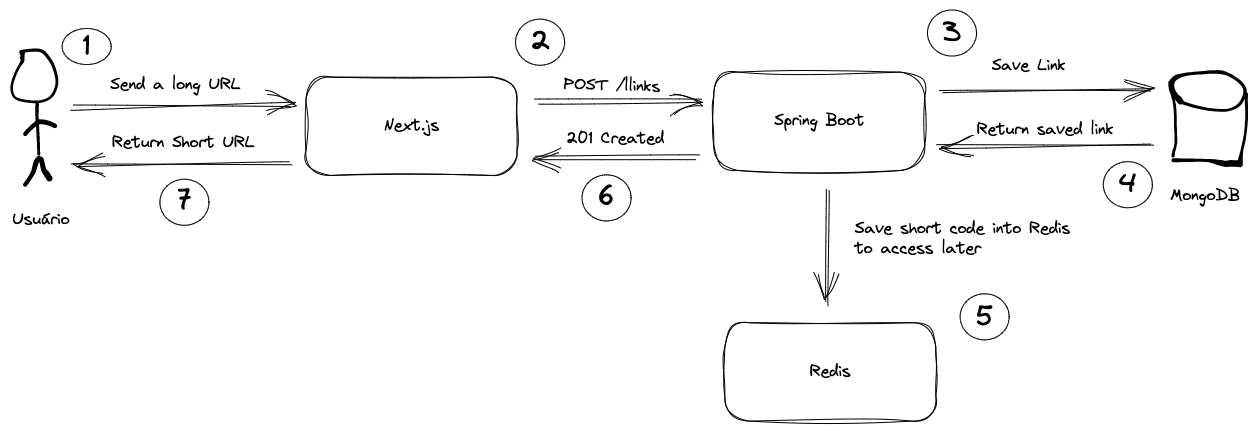 1
Send a long URL
Return Short URL
7
Usuário
Next.js
2
POST /llinks
201 Created
6
Spring Boot
3
Save Link
Return saved link
4
MongoDB
Save short code into Redis
to access later
5
Redis